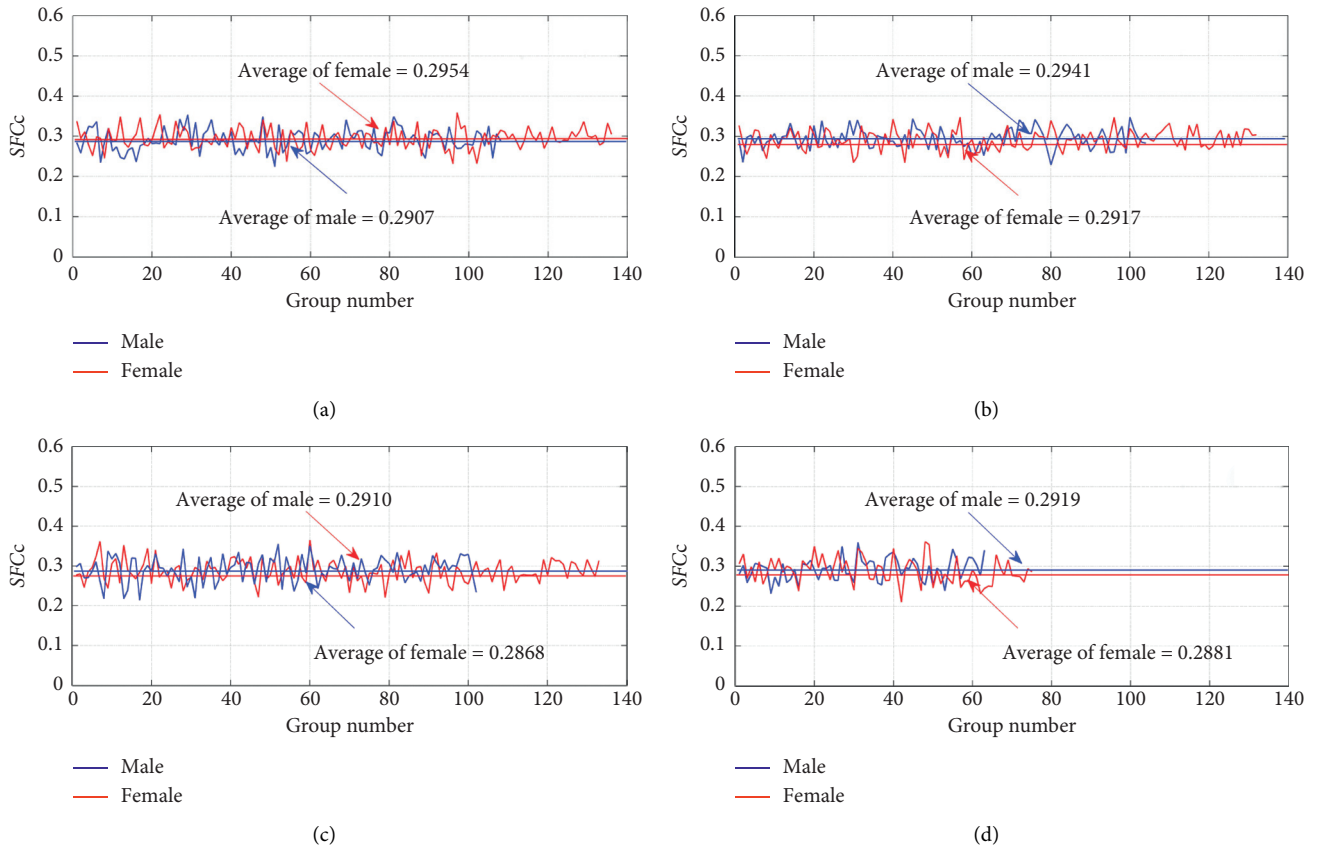 0.6
0.5
0.4
0.3
0.2
0.1
0
SFCc
Average of female = 0.2954
Average of male = 0.2907
0 20 40 60 80 100 120 140
Group number
Male
Female
(a)
0.6
0.5
0.4
0.3
0.2
0.1
0
SFCc
Average of male = 0.2941
Average of female = 0.2917
0 20 40 60 80 100 120 140
Group number
Male
Female
(b)
0.6
0.5
0.4
0.3
0.2
0.1
0
SFCc
Average of male = 0.2910
Average of female = 0.2868
0 20 40 60 80 100 120 140
Group number
Male
Female
(c)
0.6
0.5
0.4
0.3
0.2
0.1
0
SFCc
Average of male = 0.2919
Average of female = 0.2881
0 20 40 60 80 100 120 140
Group number
Male
Female
(d)